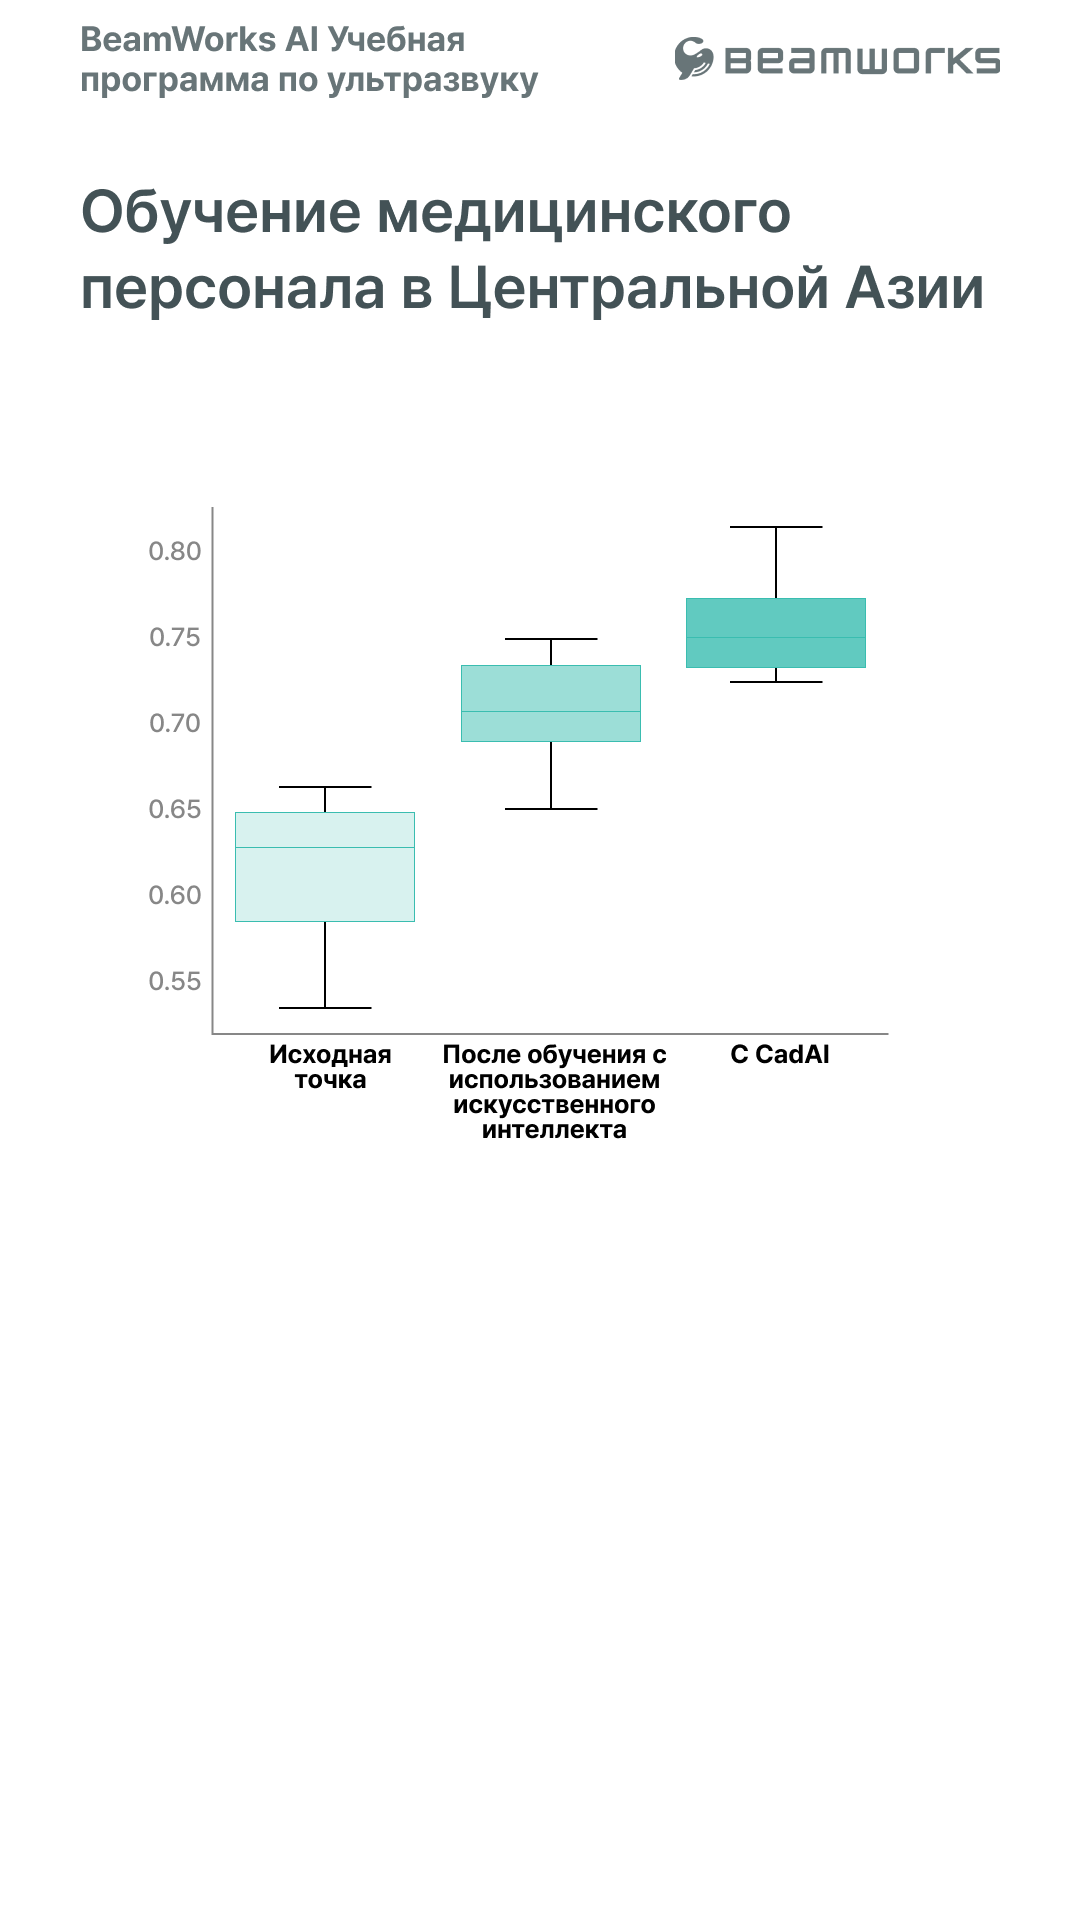 BeamWorks AI Учебная
программа по ультразвуку
BEAMWORKS
Обучение медицинского
персонала в Центральной Азии
0.80
0.75
0.70
0.65
0.60
0.55
Исходная
точка
После обучения с
использованием
искусственного
интеллекта
С CadAI